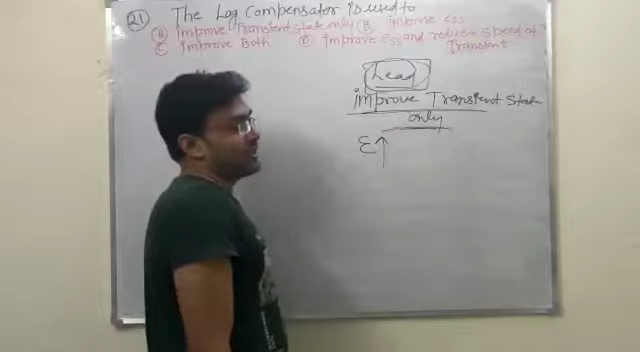 21 The Lag Compensator is used to
A improve Transient state only B improve ess
C improve Both D improve ess and reduce speed of
Transient
Lead
improve Transient State
only
ξ↑